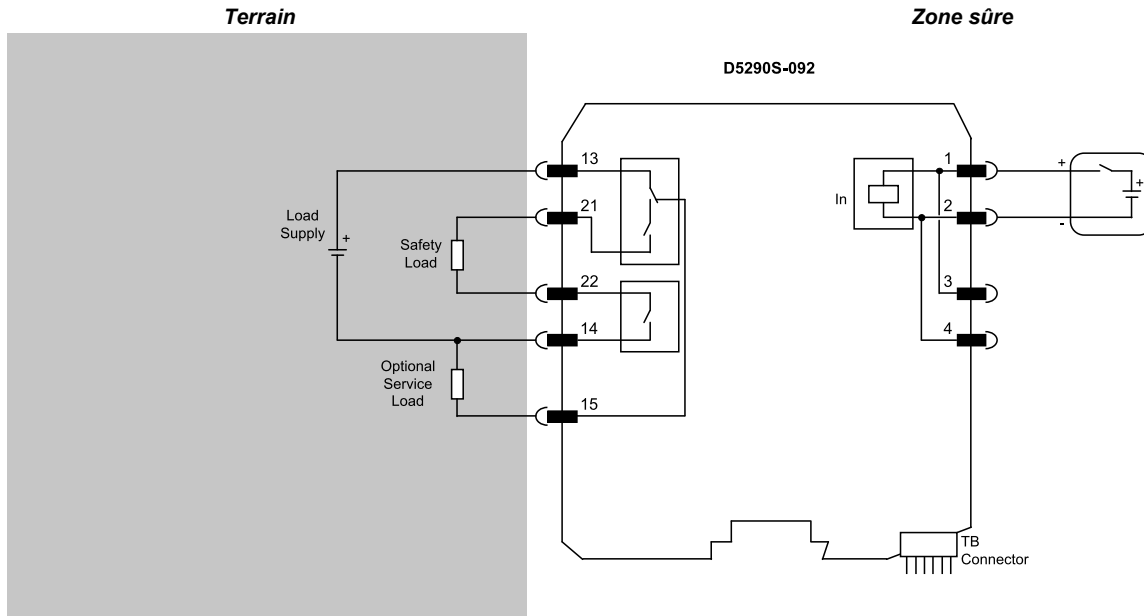 Terrain
Zone sûre
D5290S-092
13
21
22
14
15
Load
Supply
+
Safety
Load
Optional
Service
Load
In
1
2
3
4
+
-
+
TB
Connector